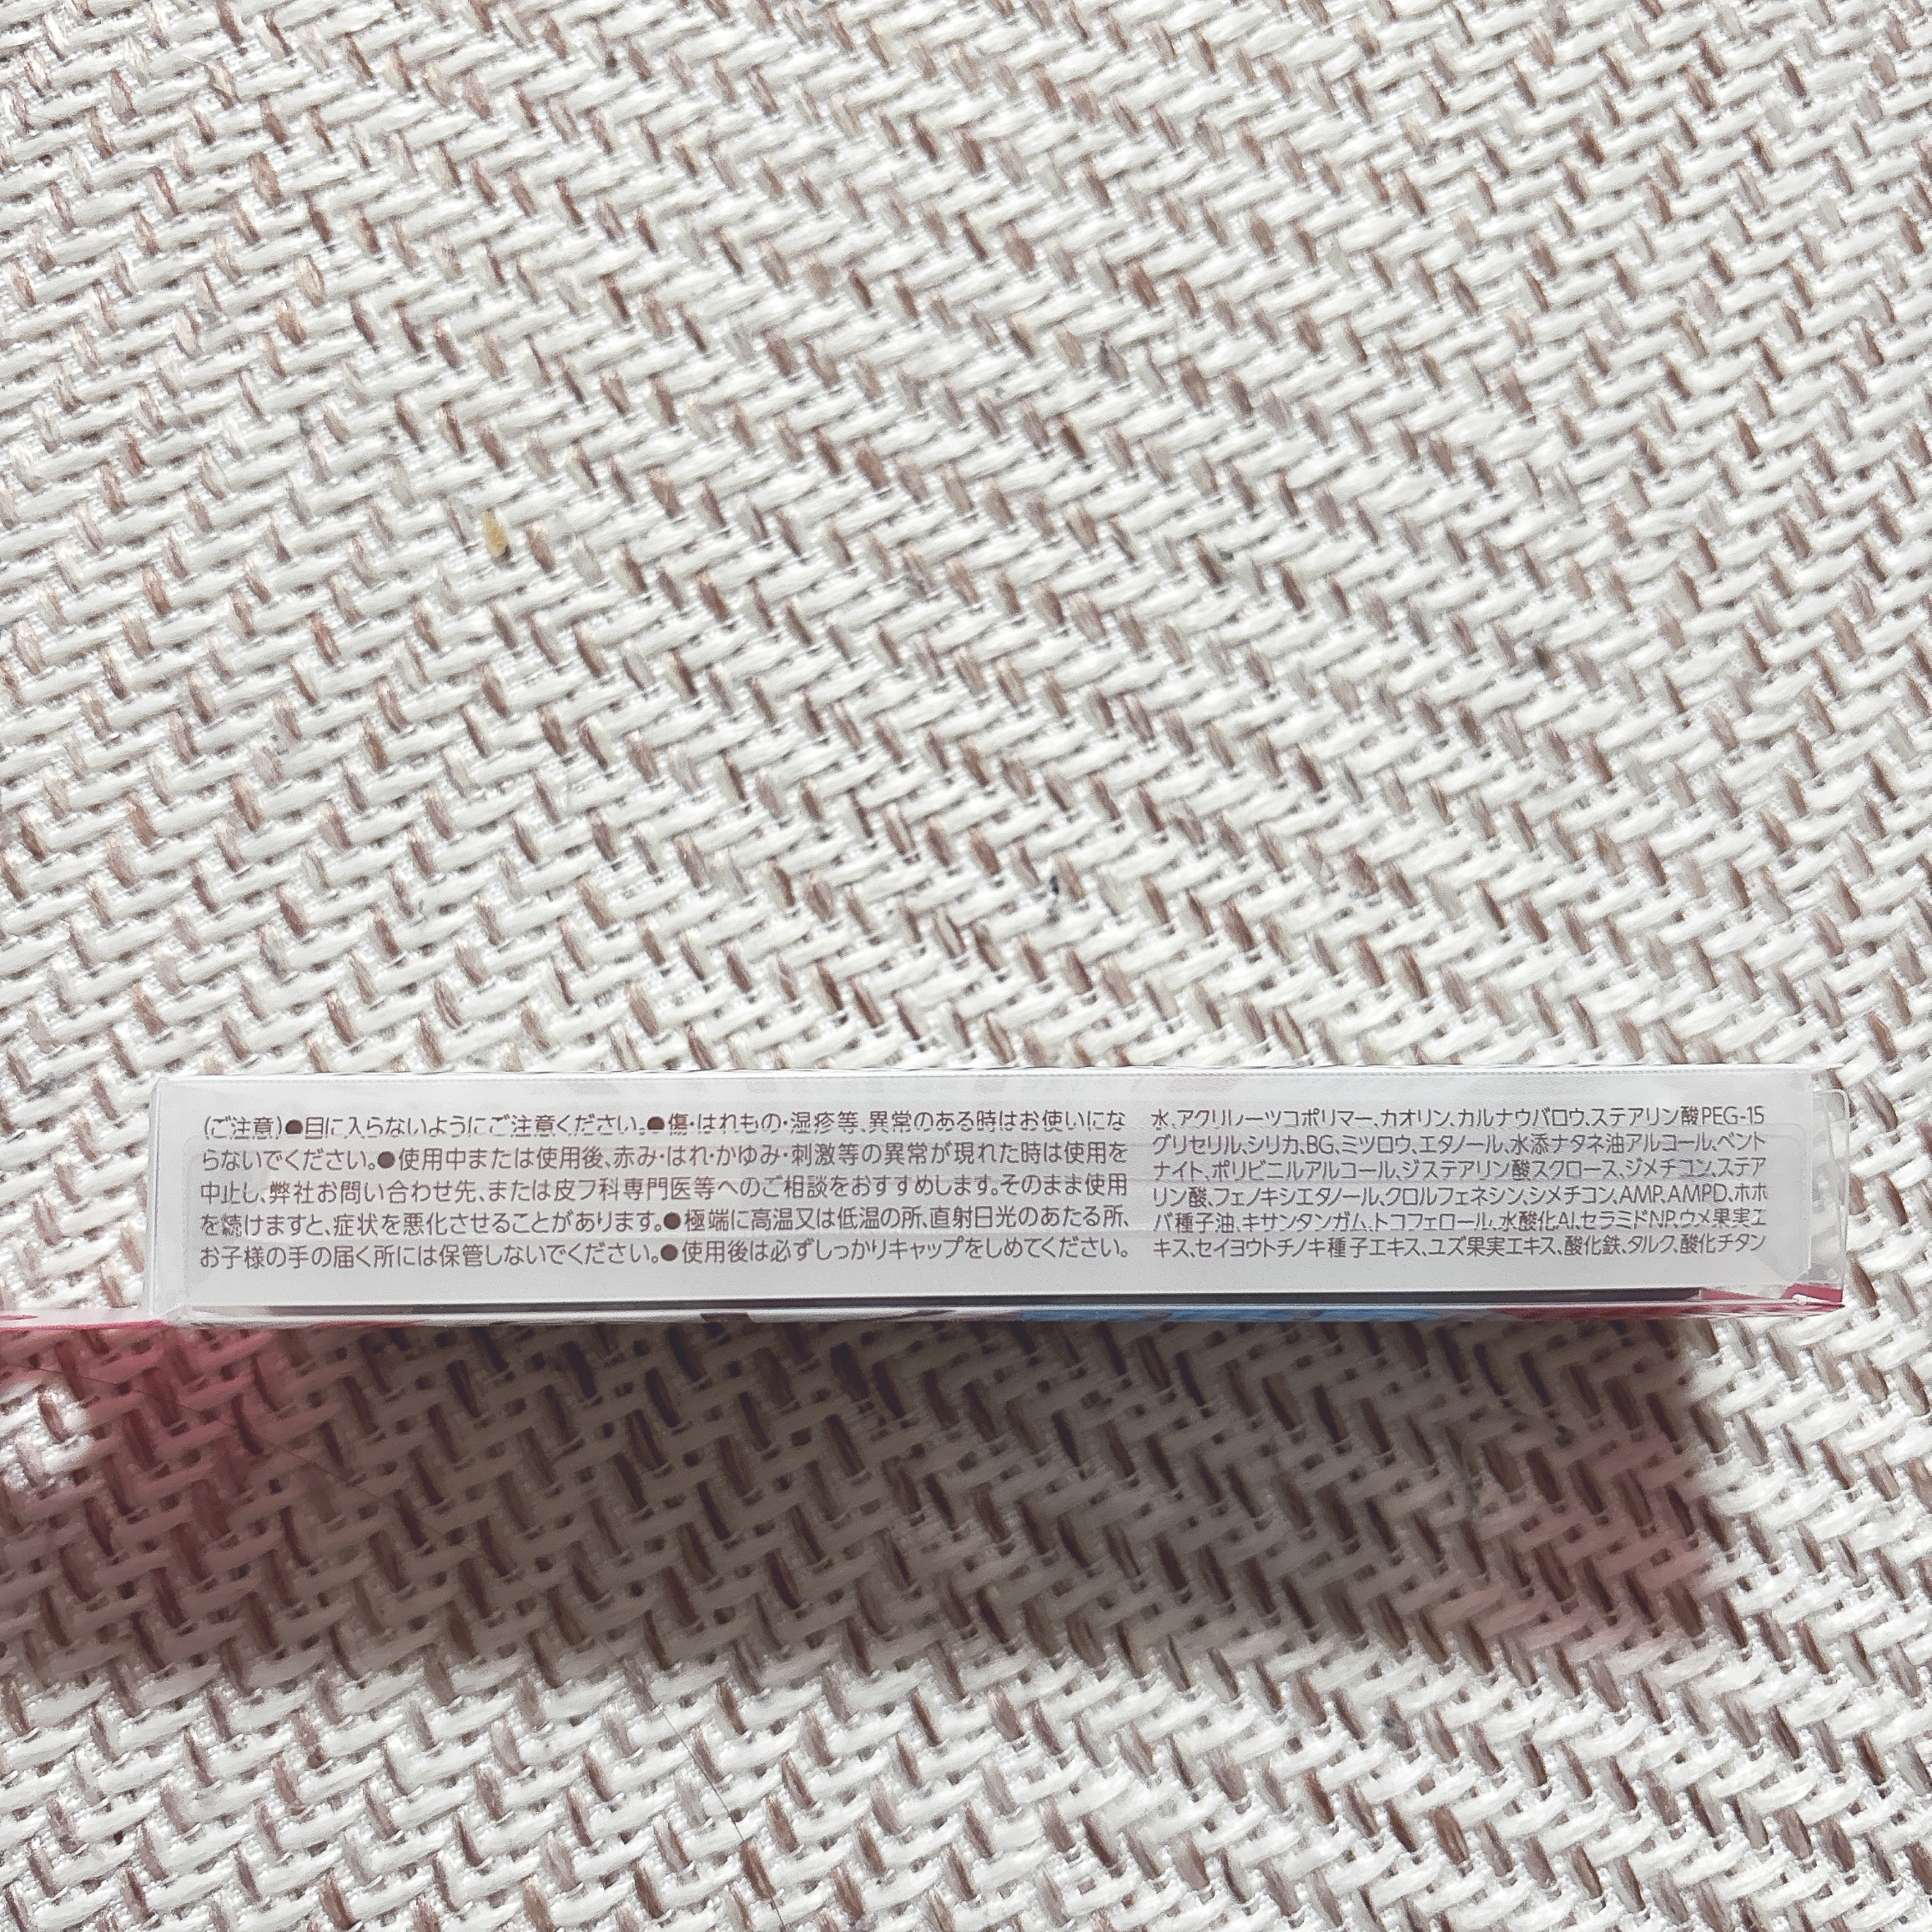 (ご注意)●目に入らないようにご注意ください。●傷・はれもの・湿疹等、異常のある時はお使いにな
らないでください。●使用中または使用後、赤み・はれ・かゆみ・刺激等の異常が現れた時は使用を
中止し、弊社お問い合わせ先、または皮フ科専門医等へのご相談をおすすめします。そのまま使用
を続けますと、症状を悪化させることがあります。●極端に高温又は低温の所、直射日光のあたる所、
お子様の手の届く所には保管しないでください。●使用後は必ずしっかりキャップをしめてください。
水、アクリレーツコポリマー、カオリン、カルナウバロウ、ステアリン酸PEG-15
グリセリル、シリカ、BG、ミツロウ、エタノール、水添ナタネ油アルコール、ベント
ナイト、ポリビニルアルコール、ジステアリン酸スクロース、ジメチコン、ステア
リン酸、フェノキシエタノール、クロルフェネシン、シメチコン、AMP、AMPD、ホホ
バ種子油、キサンタンガム、トコフェロール、水酸化Al、セラミドNP、ウメ果実エ
キス、セイヨウトチノキ種子エキス、ユズ果実エキス、酸化鉄、タルク、酸化チタン